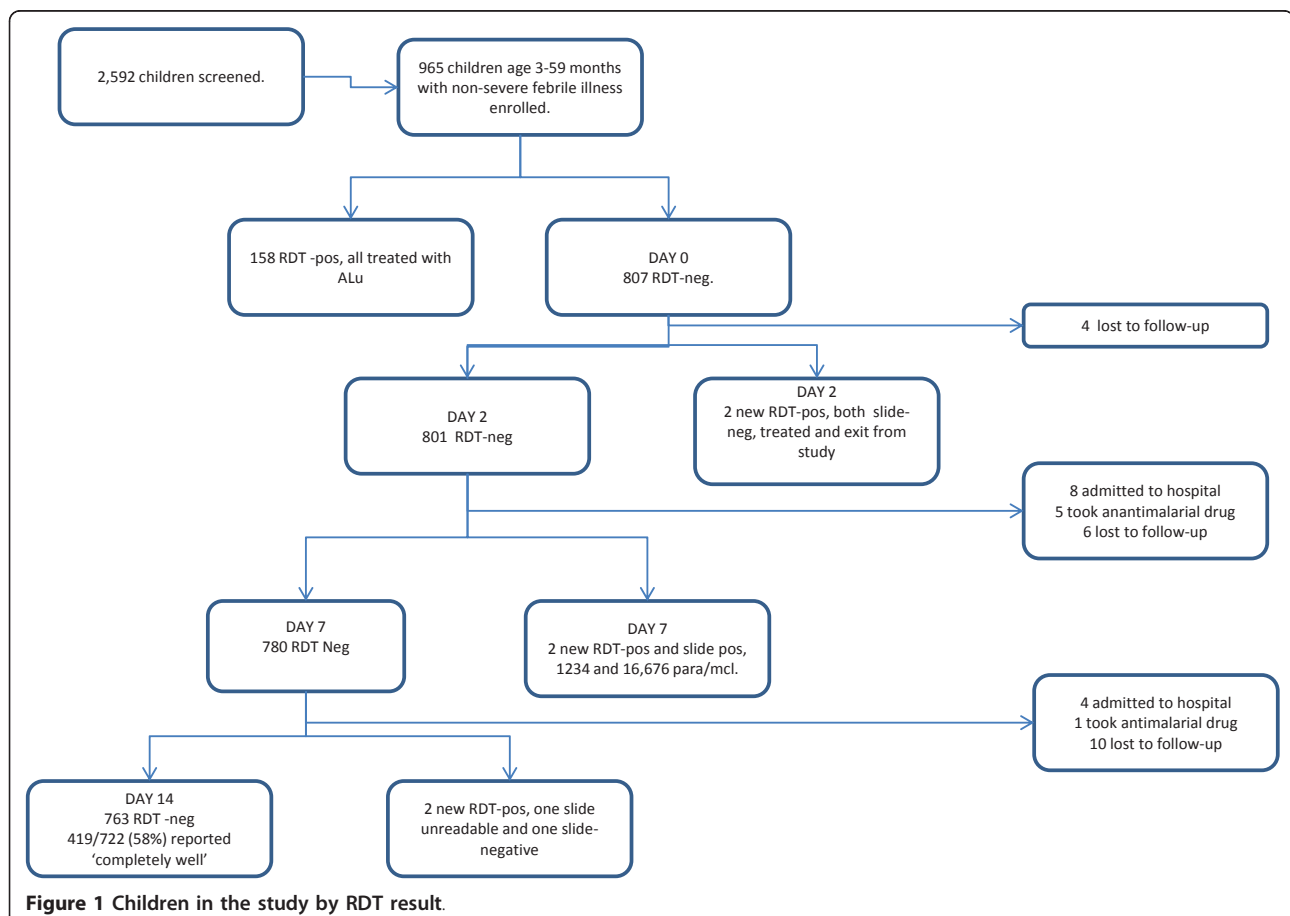 2,592 children screened.
965 children age 3-59 months
with non-severe febrile illness
enrolled.
158 RDT -pos, all treated with
ALu
DAY 0
807 RDT-neg.
4 lost to follow-up
DAY 2
801 RDT-neg
DAY 2
2 new RDT-pos, both slide-
neg, treated and exit from
study
8 admitted to hospital
5 took anantimalarial drug
6 lost to follow-up
DAY 7
780 RDT Neg
DAY 7
2 new RDT-pos and slide pos,
1234 and 16,676 para/mcl.
4 admitted to hospital
1 took antimalarial drug
10 lost to follow-up
DAY 14
763 RDT -neg
419/722 (58%) reported
‘completely well’
2 new RDT-pos, one slide
unreadable and one slide-
negative
Figure 1 Children in the study by RDT result.